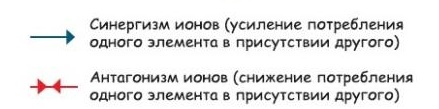 Синергизм ионов (усиление потребления
одного элемента в присутствии другого)
Антагонизм ионов (снижение потребления
одного элемента в присутствии другого)